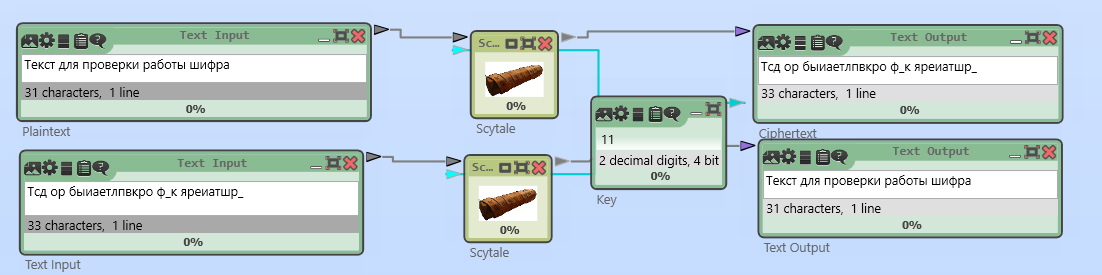 Text Input
Текст для проверки работы шифра
31 characters, 1 line
0%
Plaintext
Sc...
0%
Scytale
Text Output
Тсд ор быиаетлпвкро ф_к яреиатшр_
33 characters, 1 line
0%
Ciphertext
11
2 decimal digits, 4 bit
0%
Key
Text Input
Тсд ор быиаетлпвкро ф_к яреиатшр_
33 characters, 1 line
0%
Text Input
Sc...
0%
Scytale
Text Output
Текст для проверки работы шифра
31 characters, 1 line
0%
Text Output